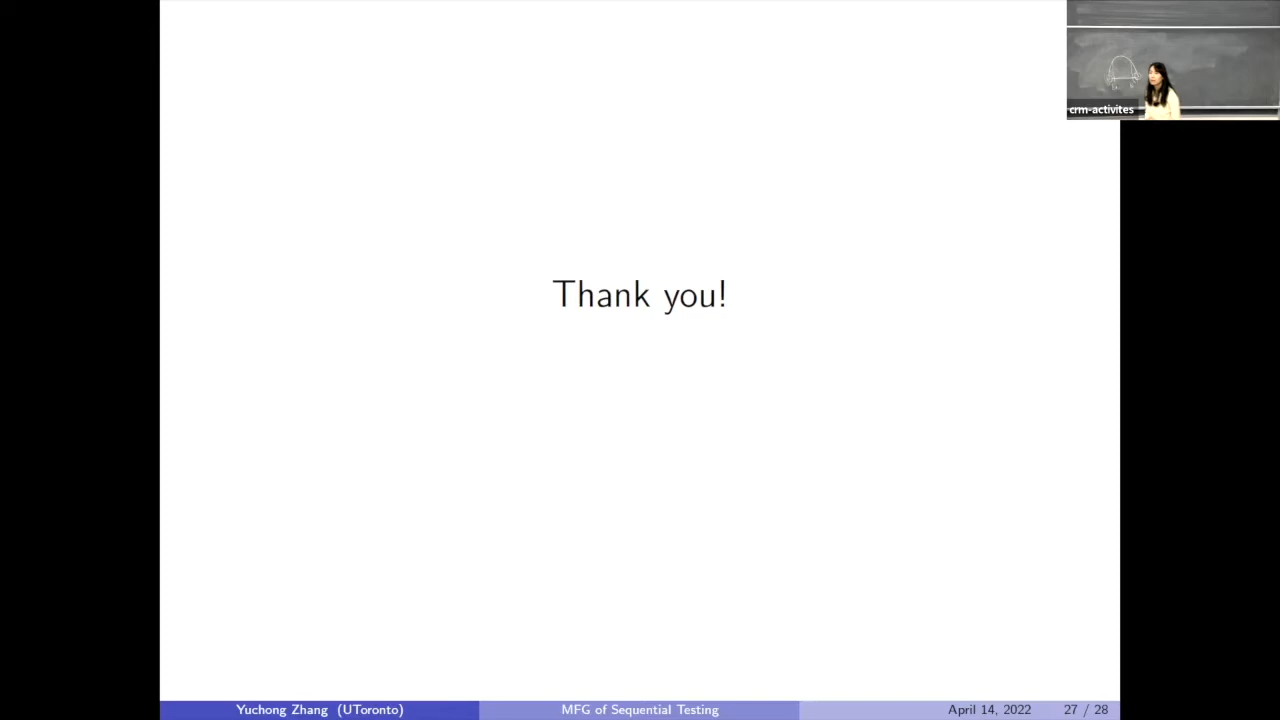 crm-activites
Thank you!
Yuchong Zhang (UToronto)
MFG of Sequential Testing
April 14, 2022
27 / 28